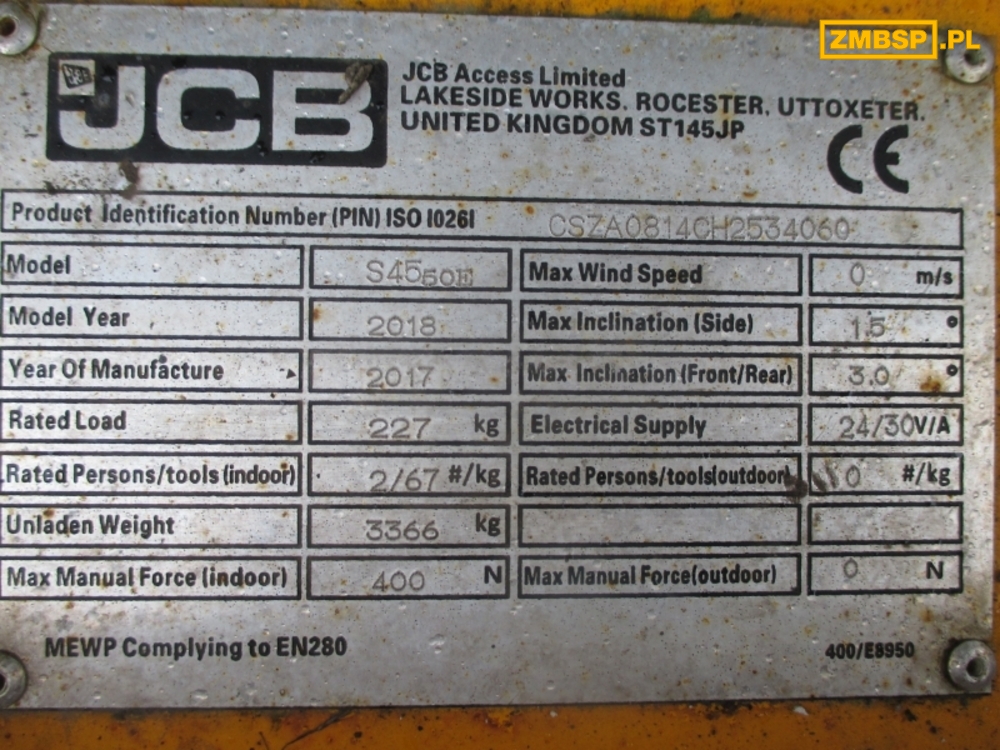 ZMBSP.PL
JCB
JCB Access Limited
LAKESIDE WORKS, ROCESTER, UTTOXETER,
UNITED KINGDOM ST145JP
CE
Product Identification Number (PIN) ISO 10261 CSZA0814CH2534060
Model S4550E Max Wind Speed 0 m/s
Model Year 2018 Max Inclination (Side) 1.5 °
Year Of Manufacture 2017 Max Inclination (Front/Rear) 3.0 °
Rated Load 227 kg Electrical Supply 24/30 V/A
Rated Persons/tools (indoor) 2/67 #/kg Rated Persons/tools(outdoor) 0 #/kg
Unladen Weight 3366 kg
Max Manual Force (indoor) 400 N Max Manual Force(outdoor) 0 N
MEWP Complying to EN280
400/E8950